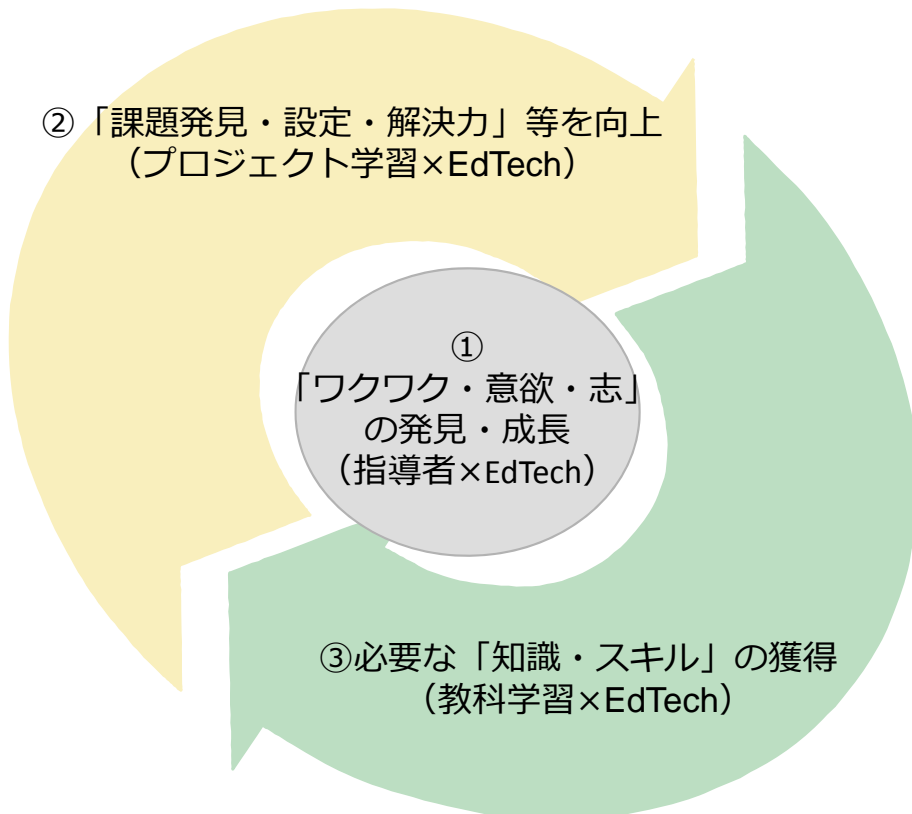 ②「課題発見・設定・解決力」等を向上
（プロジェクト学習×EdTech）
①
「ワクワク・意欲・志」
の発見・成長
（指導者×EdTech）
③必要な「知識・スキル」の獲得
（教科学習×EdTech）